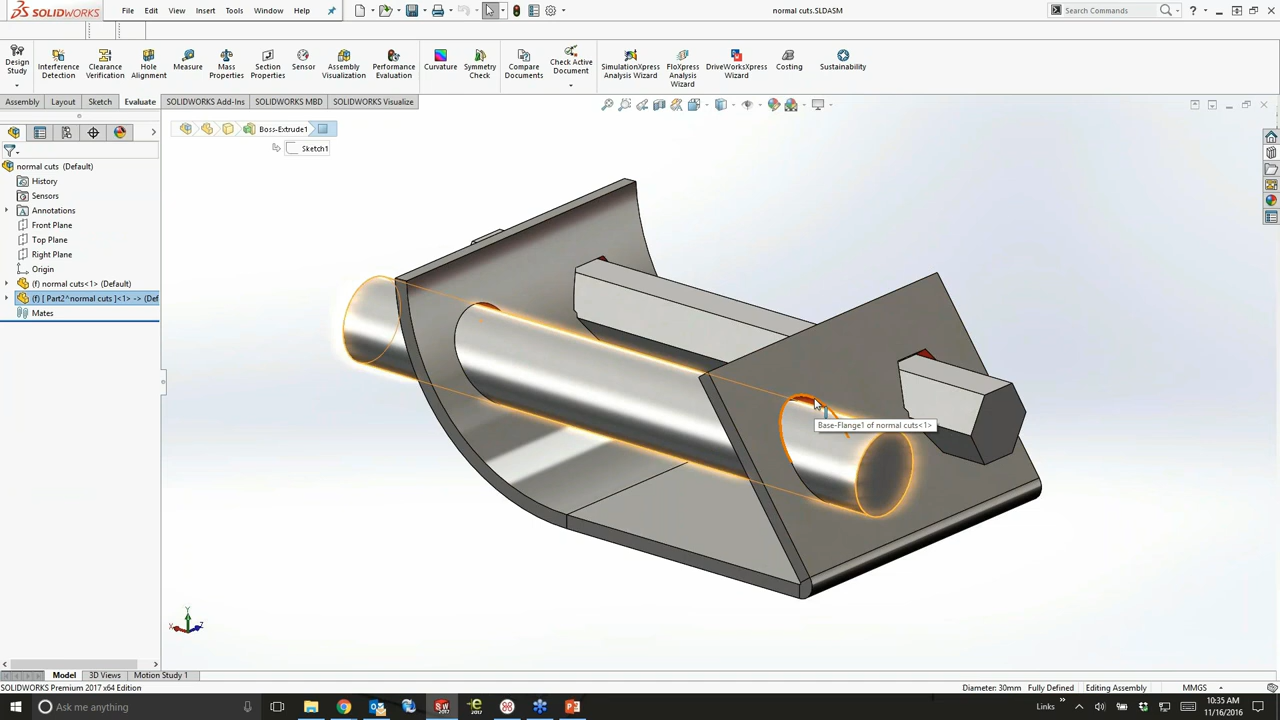 SOLIDWORKS File Edit View Insert Tools Window Help normal cuts.SLDASM Search Commands ?
Design Study
Interference Detection
Clearance Verification
Hole Alignment
Measure
Mass Properties
Section Properties
Sensor
Assembly Visualization
Performance Evaluation
Curvature
Symmetry Check
Compare Documents
Check Active Document
SimulationXpress Analysis Wizard
FloXpress Analysis Wizard
DriveWorksXpress Wizard
Costing
Sustainability
Assembly Layout Sketch Evaluate SOLIDWORKS Add-Ins SOLIDWORKS MBD SOLIDWORKS Visualize
Boss-Extrude1
Sketch1
normal cuts (Default)
History
Sensors
Annotations
Front Plane
Top Plane
Right Plane
Origin
(f) normal cuts<1> (Default)
(f) [ Part2^normal cuts ]<1> -> (Def
Mates
Base-Flange1 of normal cuts<1>
Y
X
Z
Model 3D Views Motion Study 1
SOLIDWORKS Premium 2017 x64 Edition Diameter: 30mm Fully Defined Editing Assembly MMGS
Ask me anything
Links
10:35 AM
11/16/2016